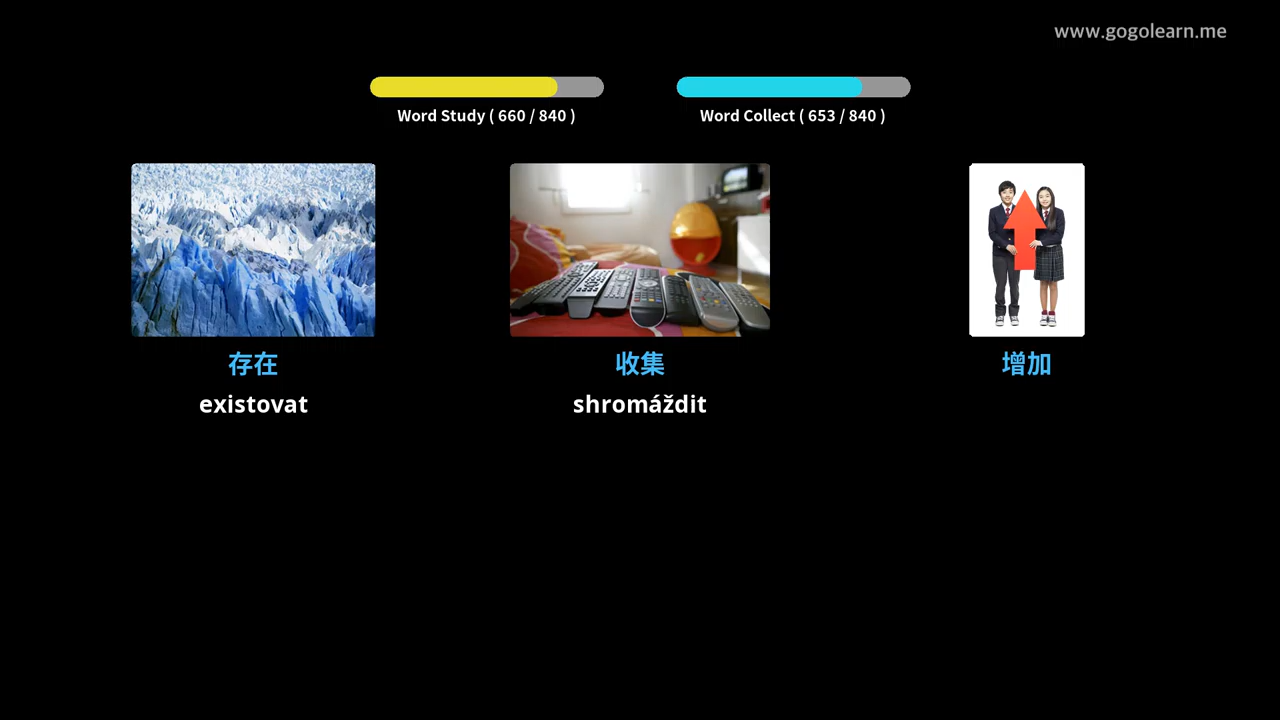 www.gogolearn.me
Word Study ( 660 / 840 )
Word Collect ( 653 / 840 )
存在
收集
增加
existovat
shromáždit